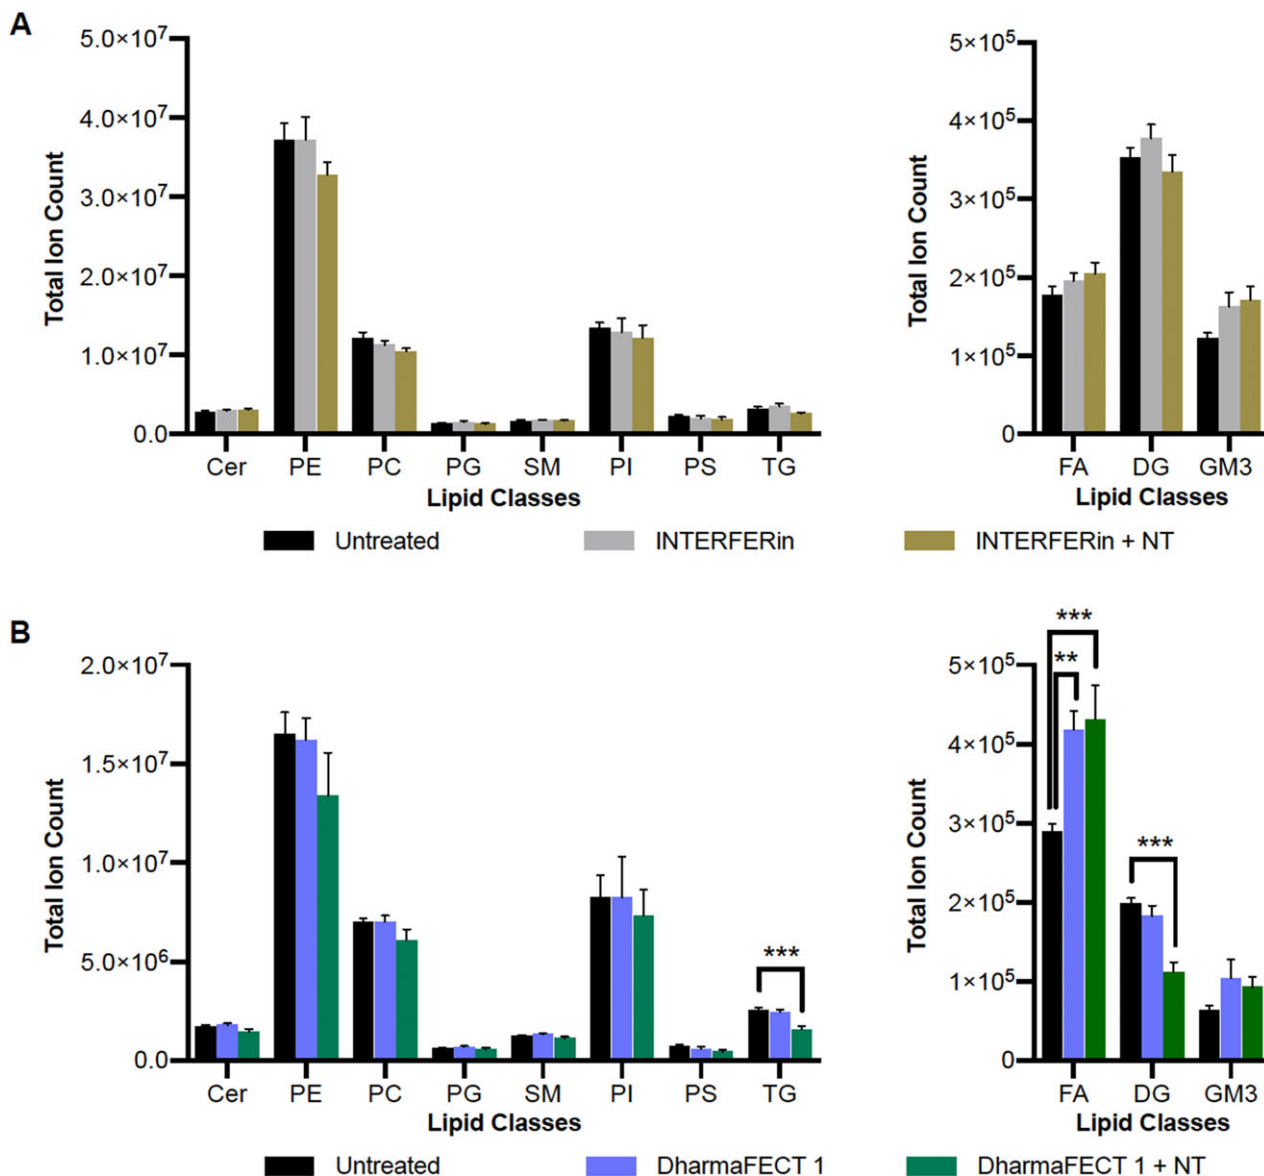 A
5.0×10⁷
4.0×10⁷
3.0×10⁷
2.0×10⁷
1.0×10⁷
0.0
Total Ion Count
Cer PE PC PG SM PI PS TG
Lipid Classes
5×10⁵
4×10⁵
3×10⁵
2×10⁵
1×10⁵
0
Total Ion Count
FA DG GM3
Lipid Classes
Untreated INTERFERin INTERFERin + NT
B
2.0×10⁷
1.5×10⁷
1.0×10⁷
5.0×10⁶
0.0
Total Ion Count
***
Cer PE PC PG SM PI PS TG
Lipid Classes
5×10⁵
4×10⁵
3×10⁵
2×10⁵
1×10⁵
0
Total Ion Count
***
**
***
FA DG GM3
Lipid Classes
Untreated DharmaFECT 1 DharmaFECT 1 + NT